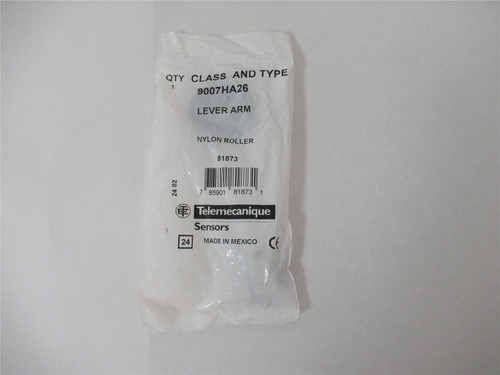 QTY CLASS AND TYPE
1 9007HA26
LEVER ARM
NYLON ROLLER
81873
7 85901 81873 1
24 02
Telemecanique
Sensors
24 MADE IN MEXICO CE